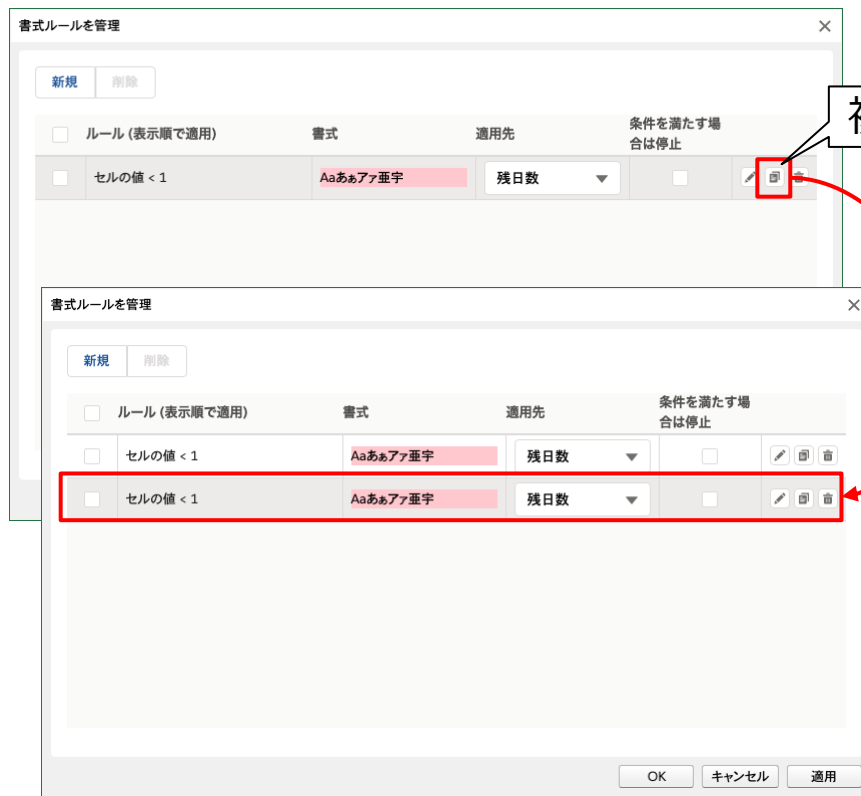 書式ルールを管理
新規 削除
ルール (表示順で適用) 書式 適用先 条件を満たす場
合は停止
セルの値 < 1 Aaあぁアァ亜宇 残日数
書式ルールを管理
新規 削除
ルール (表示順で適用) 書式 適用先 条件を満たす場
合は停止
セルの値 < 1 Aaあぁアァ亜宇 残日数
セルの値 < 1 Aaあぁアァ亜宇 残日数
OK キャンセル 適用